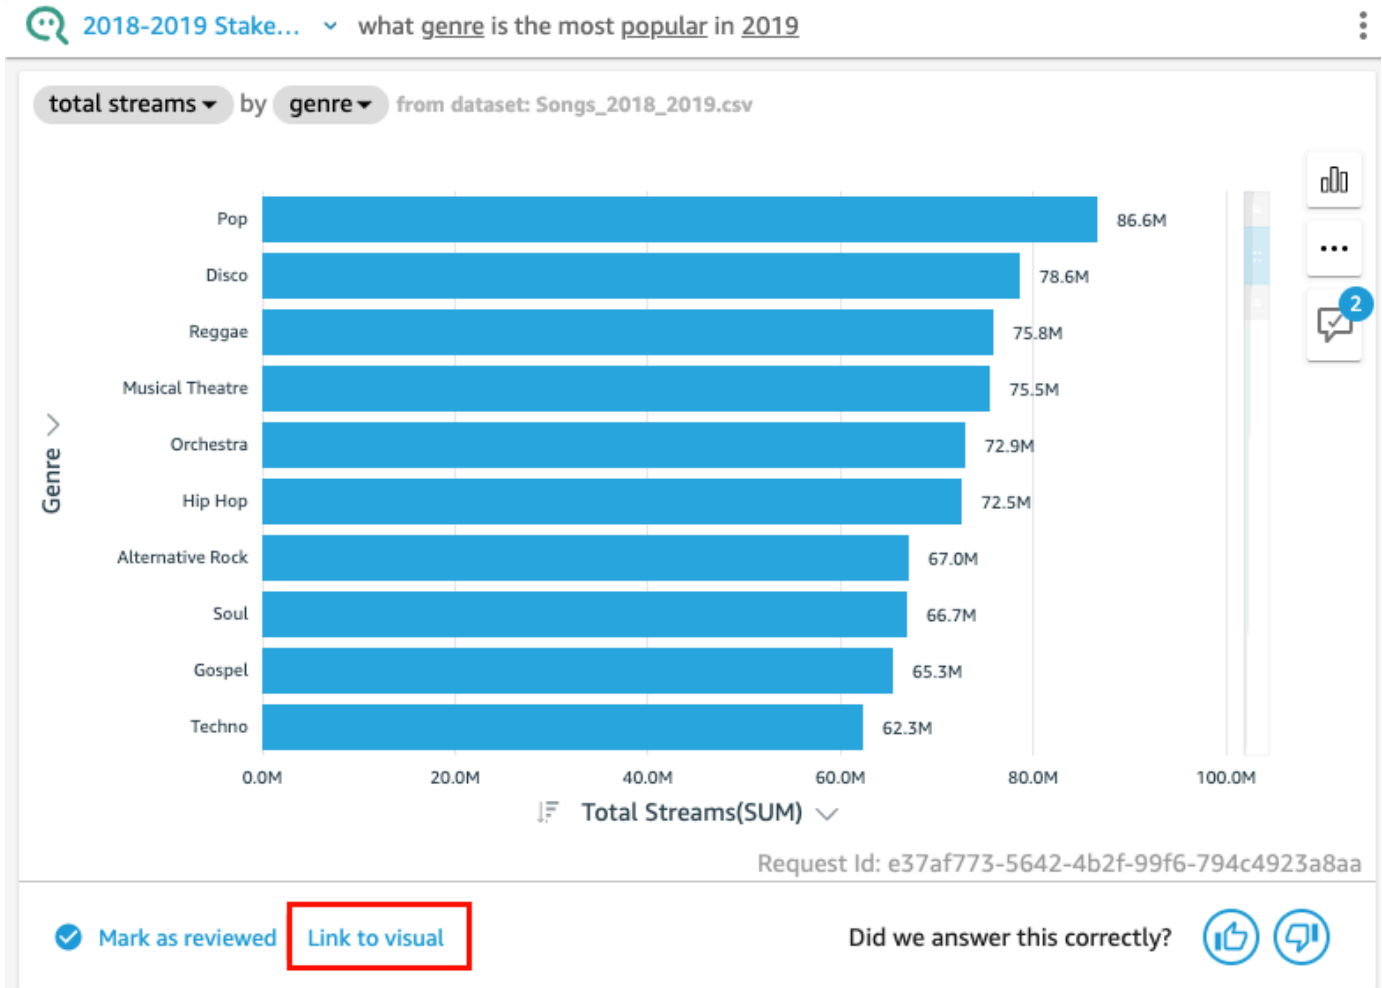 2018-2019 Stake... what genre is the most popular in 2019
total streams by genre from dataset: Songs_2018_2019.csv
2
Pop 86.6M
Disco 78.6M
Reggae 75.8M
Musical Theatre 75.5M
Orchestra 72.9M
Hip Hop 72.5M
Alternative Rock 67.0M
Soul 66.7M
Gospel 65.3M
Techno 62.3M
Genre
0.0M 20.0M 40.0M 60.0M 80.0M 100.0M
Total Streams(SUM)
Request Id: e37af773-5642-4b2f-99f6-794c4923a8aa
Mark as reviewed Link to visual Did we answer this correctly?